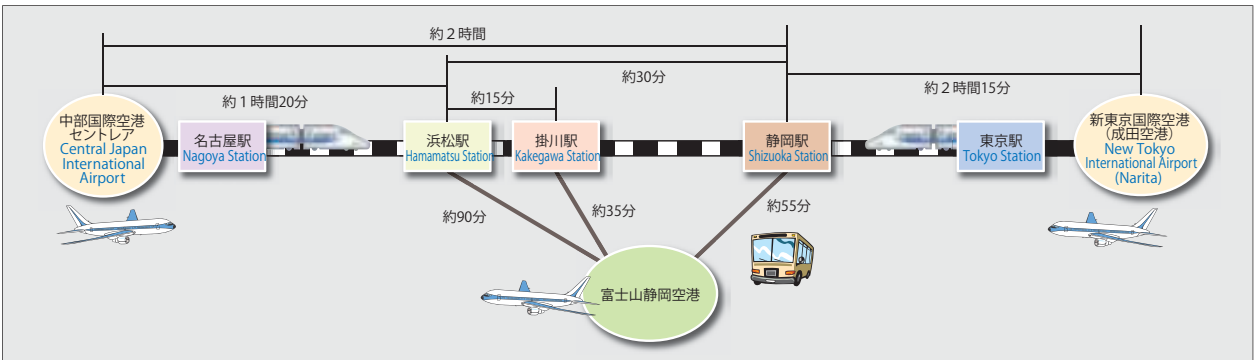 約２時間
約30分
約１時間20分
約15分
約２時間15分
中部国際空港
セントレア
Central Japan
International
Airport
名古屋駅
Nagoya Station
浜松駅
Hamamatsu Station
掛川駅
Kakegawa Station
静岡駅
Shizuoka Station
東京駅
Tokyo Station
新東京国際空港
（成田空港）
New Tokyo
International Airport
(Narita)
約90分
約35分
約55分
富士山静岡空港